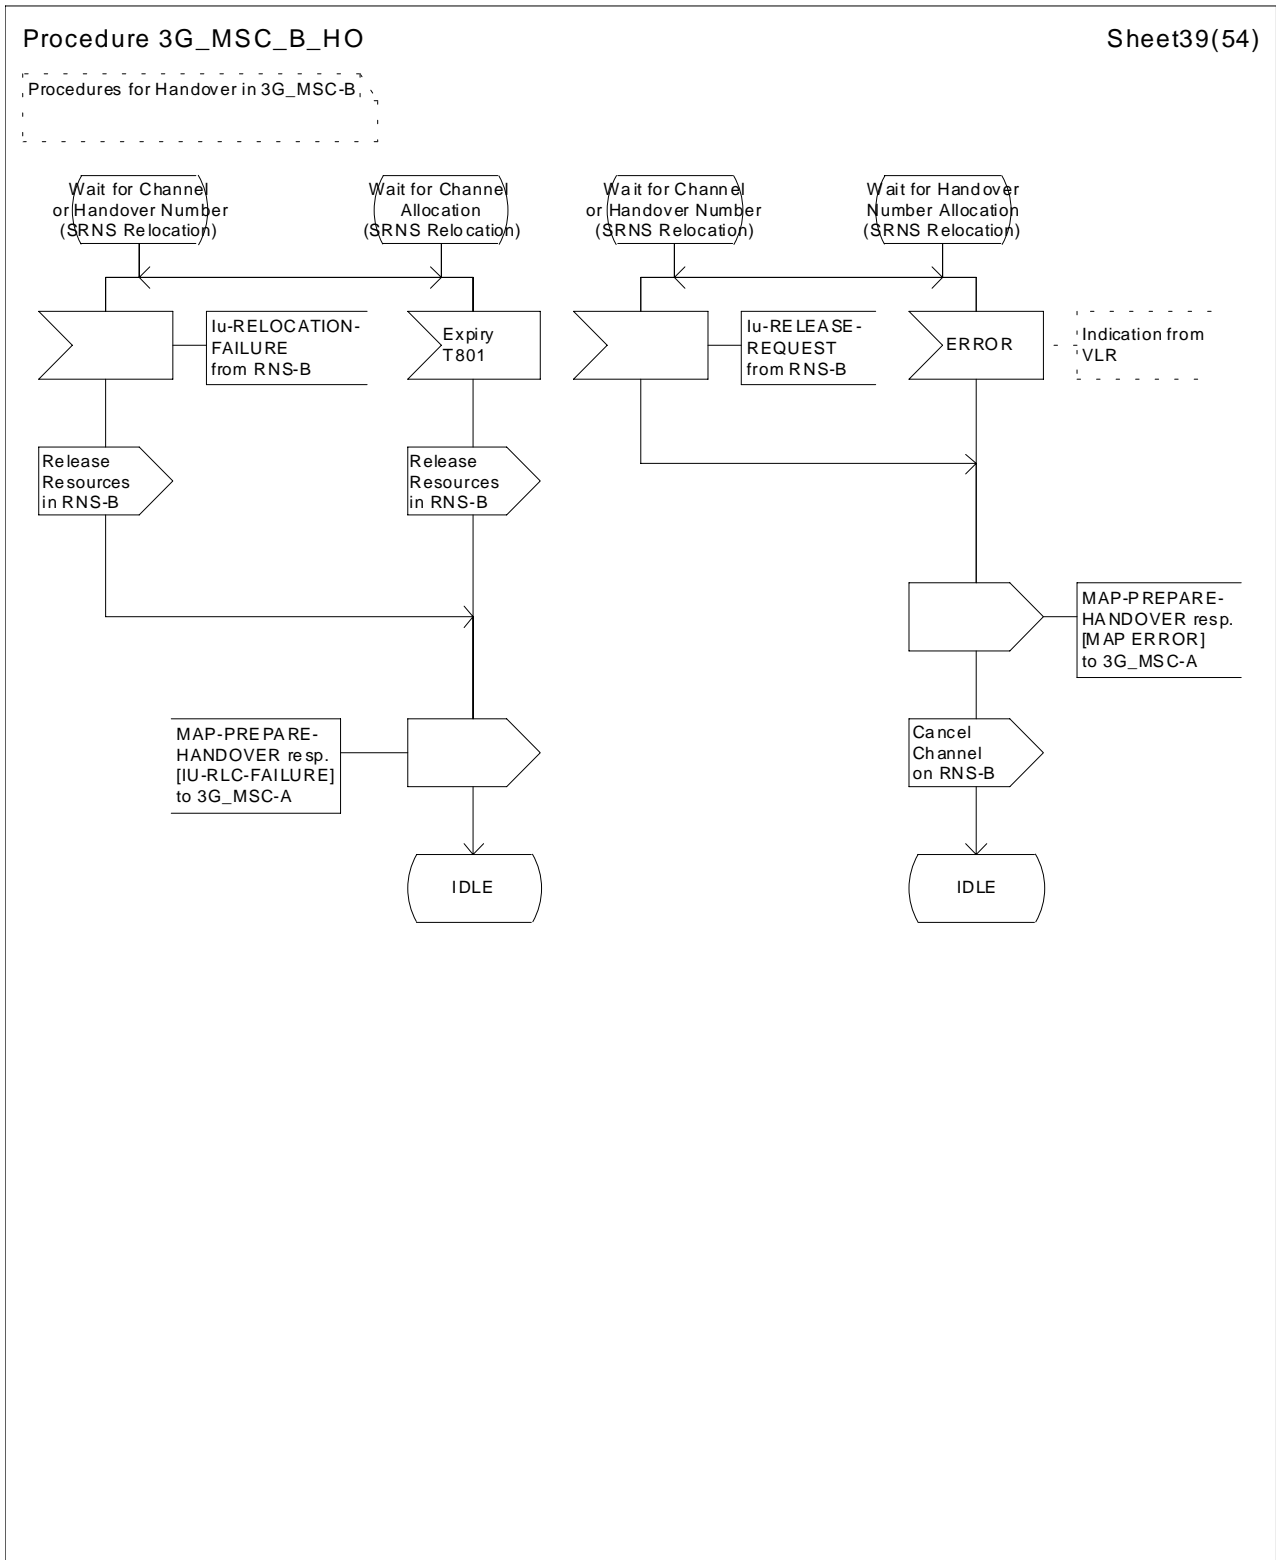 Procedure 3G_MSC_B_HO
Sheet39(54)
Procedures for Handover in 3G_MSC-B
Wait for Channel
or Handover Number
(SRNS Relocation)
Wait for Channel
Allocation
(SRNS Relocation)
Wait for Channel
or Handover Number
(SRNS Relocation)
Wait for Handover
Number Allocation
(SRNS Relocation)
Iu-RELOCATION-
FAILURE
from RNS-B
Expiry
T801
Iu-RELEASE-
REQUEST
from RNS-B
ERROR
Indication from
VLR
Release
Resources
in RNS-B
Release
Resources
in RNS-B
MAP-PREPARE-
HANDOVER resp.
[MAP ERROR]
to 3G_MSC-A
MAP-PREPARE-
HANDOVER resp.
[IU-RLC-FAILURE]
to 3G_MSC-A
Cancel
Channel
on RNS-B
IDLE
IDLE